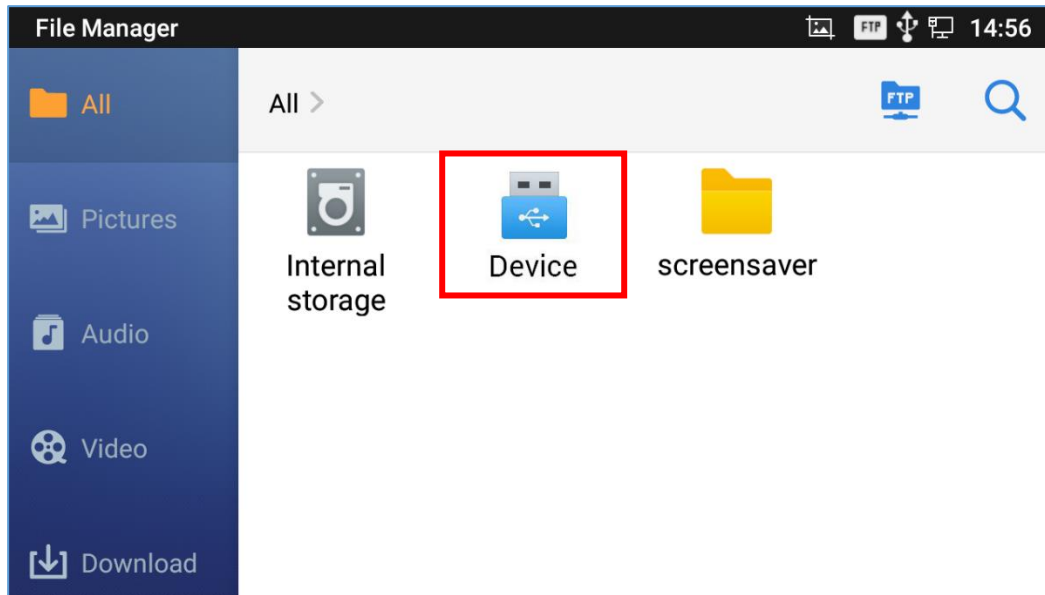 File Manager
FTP
14:56
All
All >
FTP
Pictures
Audio
Video
Download
Internal
storage
Device
screensaver